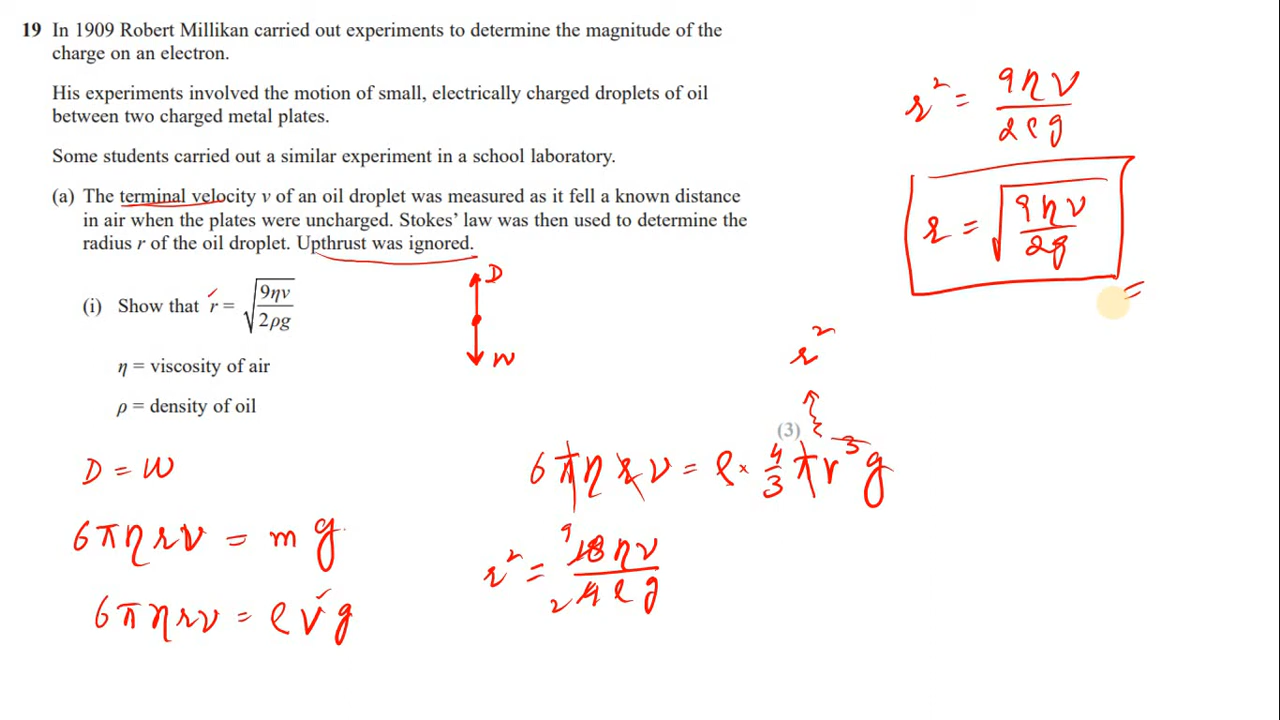 19 In 1909 Robert Millikan carried out experiments to determine the magnitude of the
charge on an electron.
His experiments involved the motion of small, electrically charged droplets of oil
between two charged metal plates.
Some students carried out a similar experiment in a school laboratory.
(a) The terminal velocity v of an oil droplet was measured as it fell a known distance
in air when the plates were uncharged. Stokes’ law was then used to determine the
radius r of the oil droplet. Upthrust was ignored.
(i) Show that r = √(9ηv / 2ρg)
η = viscosity of air
ρ = density of oil
(3)
D
W
D = W
6πηrv = mg
6πηrv = ρVg
6πηrv = ρ × 4/3 πr³g
r²
r² = 18ηv / 4ρg
9
2
r² = 9ηv / 2ρg
r = √(9ηv / 2g)
=